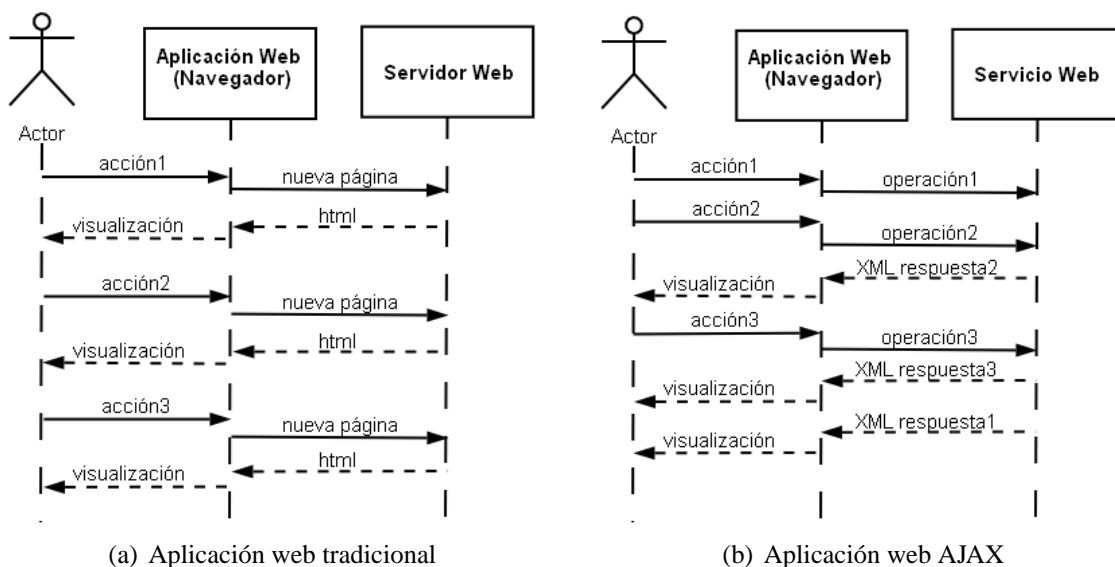 Aplicación Web
(Navegador)
Servidor Web
Actor
acción1
nueva página
html
visualización
acción2
nueva página
html
visualización
acción3
nueva página
html
visualización
(a) Aplicación web tradicional
Aplicación Web
(Navegador)
Servicio Web
Actor
acción1
operación1
acción2
operación2
XML respuesta2
visualización
acción3
operación3
XML respuesta3
visualización
XML respuesta1
visualización
(b) Aplicación web AJAX